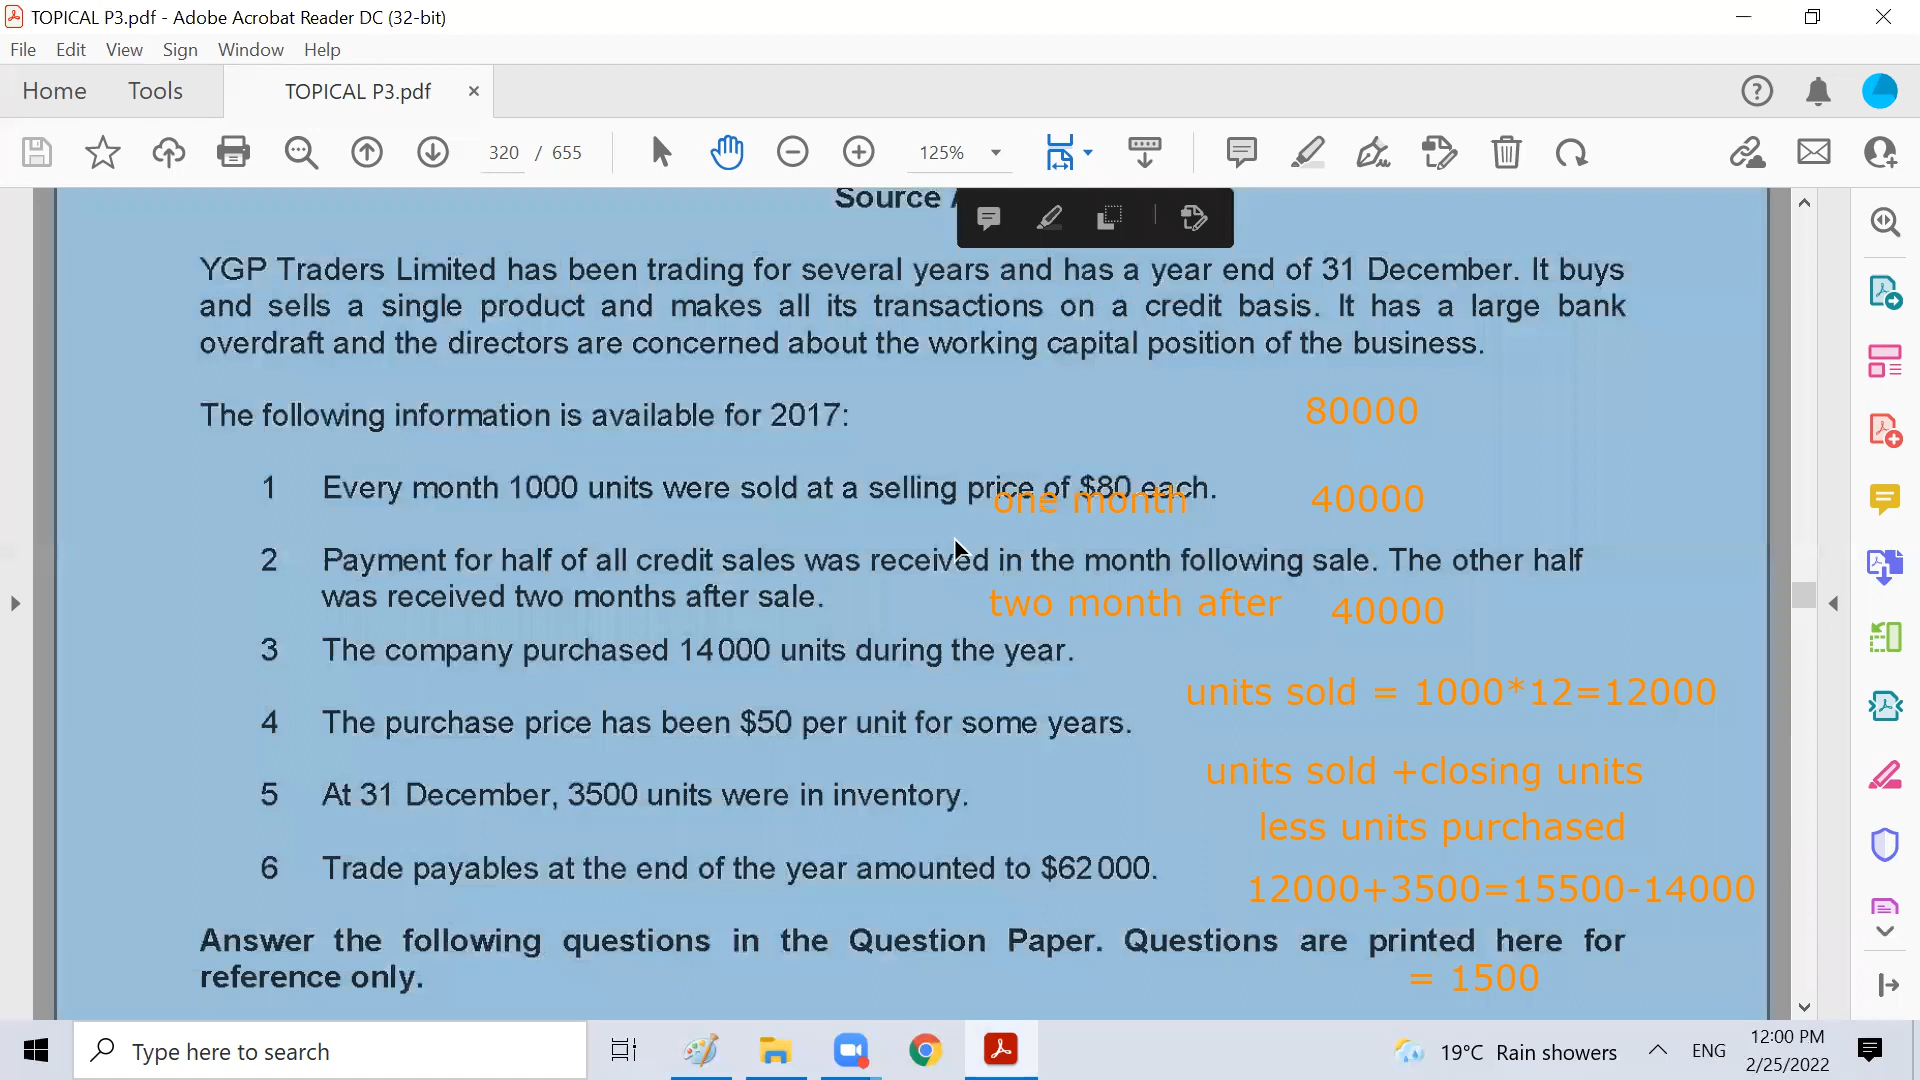 TOPICAL P3.pdf - Adobe Acrobat Reader DC (32-bit)
File Edit View Sign Window Help
Home Tools TOPICAL P3.pdf ×
320 / 655 125%
Source A
YGP Traders Limited has been trading for several years and has a year end of 31 December. It buys
and sells a single product and makes all its transactions on a credit basis. It has a large bank
overdraft and the directors are concerned about the working capital position of the business.
The following information is available for 2017:
80000
1 Every month 1000 units were sold at a selling price of $80 each.
one month 40000
2 Payment for half of all credit sales was received in the month following sale. The other half
was received two months after sale.
two month after 40000
3 The company purchased 14000 units during the year.
units sold = 1000*12=12000
4 The purchase price has been $50 per unit for some years.
units sold +closing units
5 At 31 December, 3500 units were in inventory.
less units purchased
6 Trade payables at the end of the year amounted to $62000.
12000+3500=15500-14000
Answer the following questions in the Question Paper. Questions are printed here for
reference only.
= 1500
Type here to search
19°C Rain showers
ENG
12:00 PM
2/25/2022